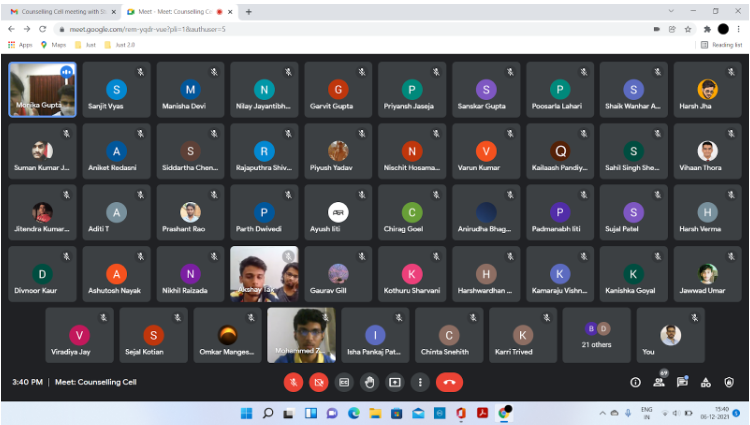 Counselling Cell meeting with St
Meet - Meet: Counselling C
meet.google.com/rem-yqdr-vue?pli=1&authuser=5
Apps Maps Just Just 2.0 Reading list
Monika Gupta Sanjit Vyas Manisha Devi Nilay Jayantibh... Garvit Gupta Priyansh Jaseja Sanskar Gupta Poosarla Lahari Shaik Wanhar A... Harsh Jha
S M N G P S P S
Suman Kumar J... Aniket Redasni Siddartha Chen... Rajaputhra Shiv... Piyush Yadav Nischit Hosama... Varun Kumar Kailaash Pandiy... Sahil Singh She... Vihaan Thora
A S R N V Q S
Jitendra Kumar... Aditi T Prashant Rao Parth Dwivedi Ayush Iiti Chirag Goel Anirudha Bhag... Padmanabh Iiti Sujal Patel Harsh Verma
A P C P S H
Divnoor Kaur Ashutosh Nayak Nikhil Raizada Akshay Tax Gaurav Gill Kothuru Sharvani Harshwardhan ... Kamaraju Vishn... Kanishka Goyal Jawwad Umar
D A N K H K K
Viradiya Jay Sejal Kotian Omkar Manges... Mohammed Z... Isha Pankaj Pat... Chinta Snehith Karri Trived 21 others You
V S I C K B D
3:40 PM | Meet: Counselling Cell
ENG
IN
15:40
06-12-2021